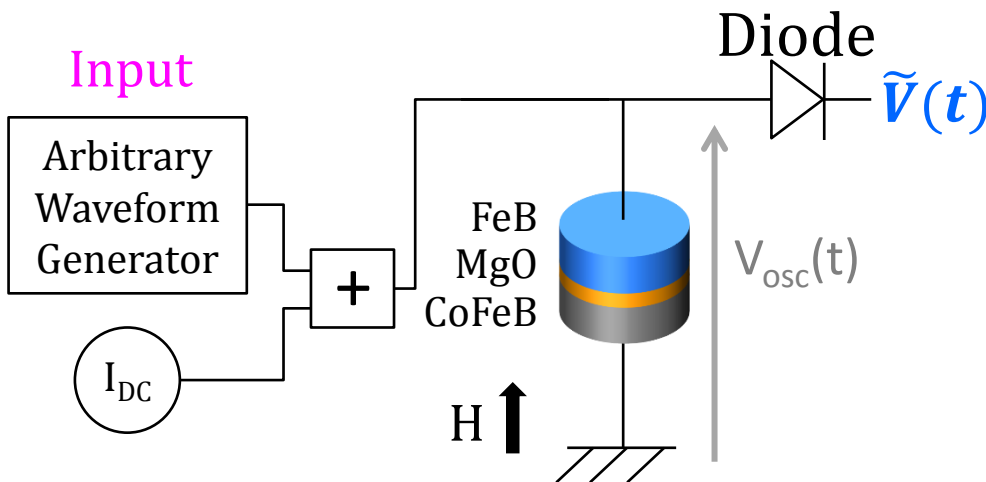 Diode
Input
Ṽ(t)
Arbitrary
Waveform
Generator
FeB
MgO
CoFeB
V_osc(t)
+
I_DC
H